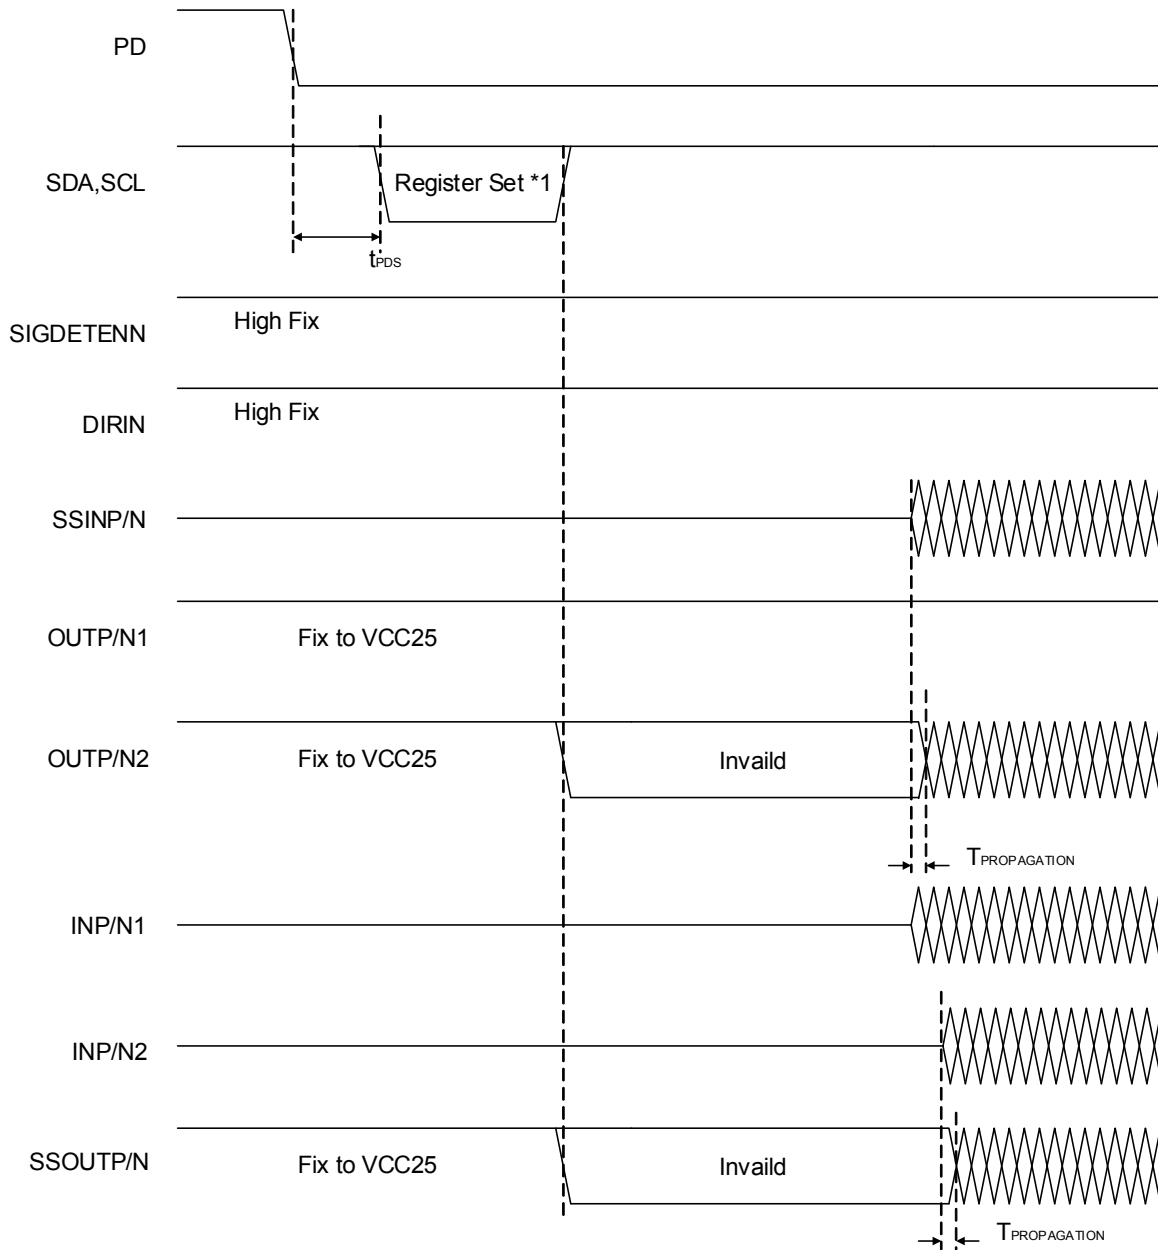 PD
SDA,SCL
Register Set *1
tPDS
SIGDETENN
High Fix
DIRIN
High Fix
SSINP/N
OUTP/N1
Fix to VCC25
OUTP/N2
Fix to VCC25
Invaild
TPROPAGATION
INP/N1
INP/N2
SSOUTP/N
Fix to VCC25
Invaild
TPROPAGATION